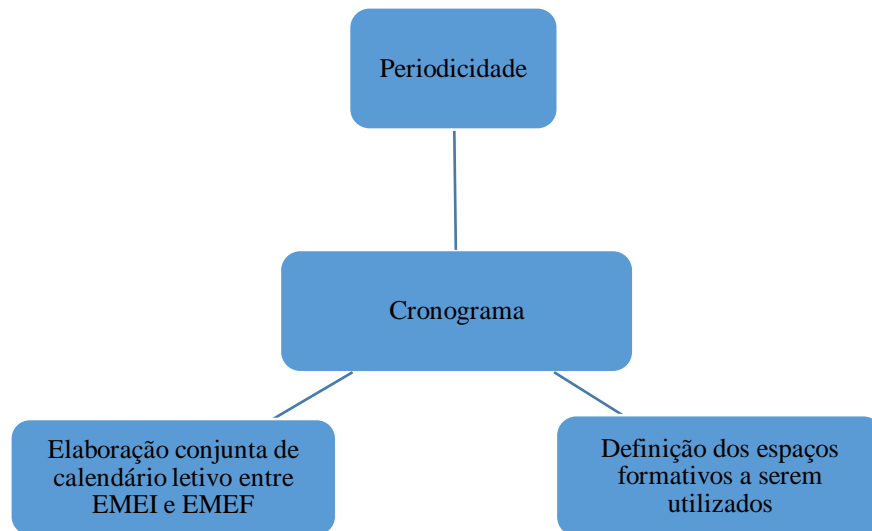 Periodicidade
Cronograma
Elaboração conjunta de
calendário letivo entre
EMEI e EMEF
Definição dos espaços
formativos a serem
utilizados